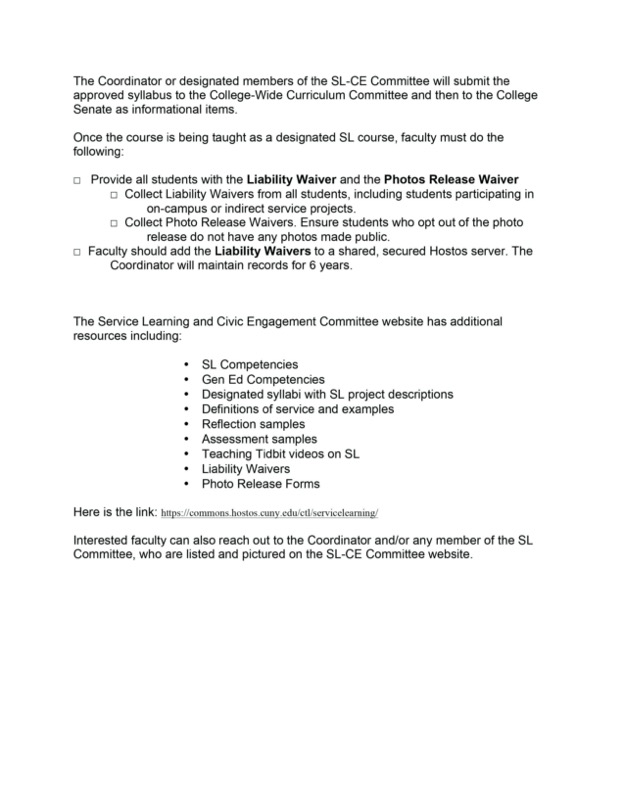 The Coordinator or designated members of the SL-CE Committee will submit the
approved syllabus to the College-Wide Curriculum Committee and then to the College
Senate as informational items.
Once the course is being taught as a designated SL course, faculty must do the
following:
□ Provide all students with the Liability Waiver and the Photos Release Waiver
□ Collect Liability Waivers from all students, including students participating in
on-campus or indirect service projects.
□ Collect Photo Release Waivers. Ensure students who opt out of the photo
release do not have any photos made public.
□ Faculty should add the Liability Waivers to a shared, secured Hostos server. The
Coordinator will maintain records for 6 years.
The Service Learning and Civic Engagement Committee website has additional
resources including:
• SL Competencies
• Gen Ed Competencies
• Designated syllabi with SL project descriptions
• Definitions of service and examples
• Reflection samples
• Assessment samples
• Teaching Tidbit videos on SL
• Liability Waivers
• Photo Release Forms
Here is the link: https://commons.hostos.cuny.edu/ctl/servicelearning/
Interested faculty can also reach out to the Coordinator and/or any member of the SL
Committee, who are listed and pictured on the SL-CE Committee website.